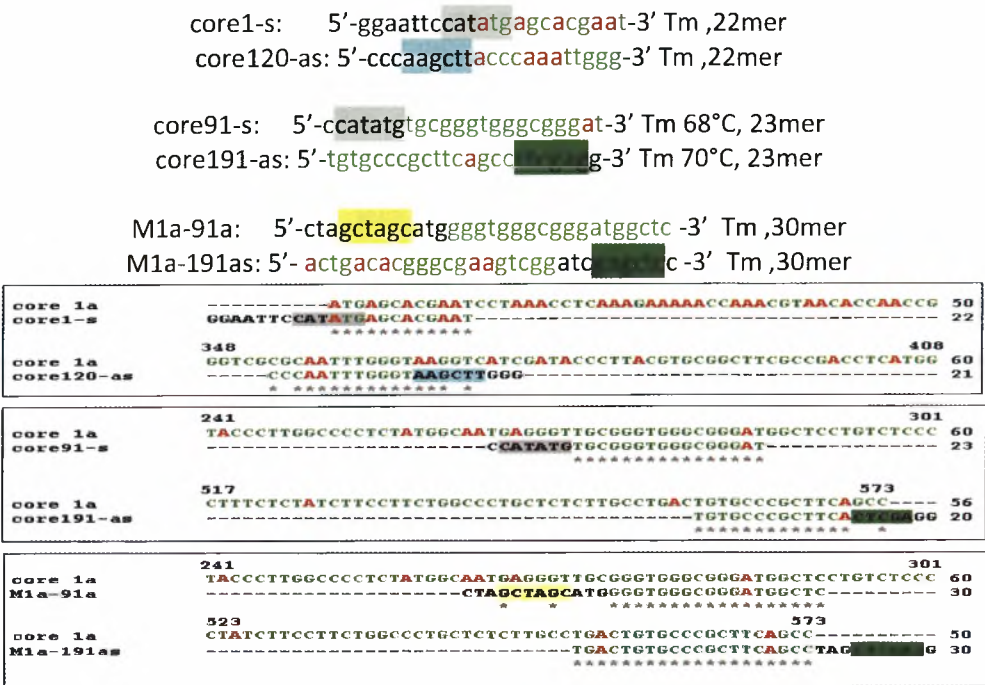 core1-s: 5’-ggaattccatatgagcacgaat-3’ Tm ,22mer
core120-as: 5’-cccaagcttacccaaattggg-3’ Tm ,22mer
core91-s: 5’-ccatatgtgcgggtgggcgggat-3’ Tm 68°C, 23mer
core191-as: 5’-tgtgcccgcttcagcc g-3’ Tm 70°C, 23mer
M1a-91a: 5’-ctagctagcatggggtgggcgggatggctc -3’ Tm ,30mer
M1a-191as: 5’- actgacacgggcgaagtcggatc c -3’ Tm ,30mer
core 1a ----------ATGAGCACGAATCCTAAACCTCAAAGAAAAACCAAACGTAACACCAACCG 50
core1-s GGAATTCCATATGAGCACGAAT-------------------------------------- 22
************
348 408
core 1a GGTCGCGCAATTTGGGTAAGGTCATCGATACCCTTACGTGCGGCTTCGCCGACCTCATGG 60
core120-as -----CCCAATTTGGGTAAGCTTGGG---------------------------------- 21
* ************* *
241 301
core 1a TACCCTTGGCCCCTCTATGGCAATGAGGGTTGCGGGTGGGCGGGATGGCTCCTGTCTCCC 60
core91-s -----------------------CCATATGTGCGGGTGGGCGGGAT-------------- 23
****************
517 573
core 1a CTTTCTCTATCTTCCTTCTGGCCCTGCTCTCTTGCCTGACTGTGCCCGCTTCAGCC---- 56
core191-as ----------------------------------------TGTGCCCGCTTCACTCGAGG 20
************* *
241 301
core 1a TACCCTTGGCCCCTCTATGGCAATGAGGGTTGCGGGTGGGCGGGATGGCTCCTGTCTCCC 60
M1a-91a ---------------------CTAGCTAGCATGGGGTGGGCGGGATGGCTC--------- 30
* * ******************
523 573
core 1a CTATCTTCCTTCTGGCCCTGCTCTCTTGCCTGACTGTGCCCGCTTCAGCC---------- 50
M1a-191as ------------------------------TGACTGTGCCCGCTTCAGCCTAG G 30
********************